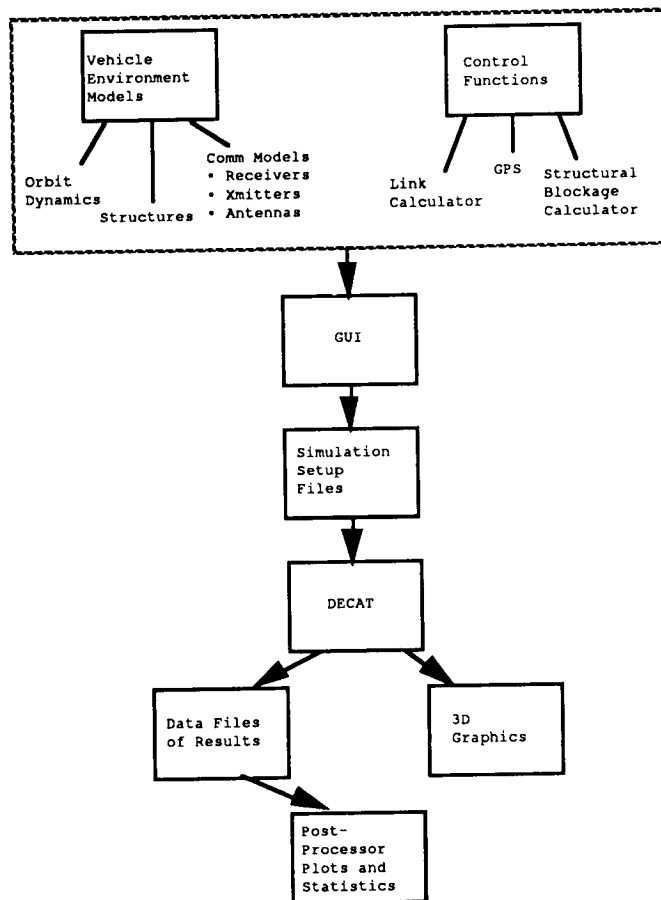 Vehicle
Environment
Models
Control
Functions
Orbit
Dynamics
Structures
Comm Models
• Receivers
• Xmitters
• Antennas
Link
Calculator
GPS
Structural
Blockage
Calculator
GUI
Simulation
Setup
Files
DECAT
Data Files
of Results
3D
Graphics
Post-
Processor
Plots and
Statistics